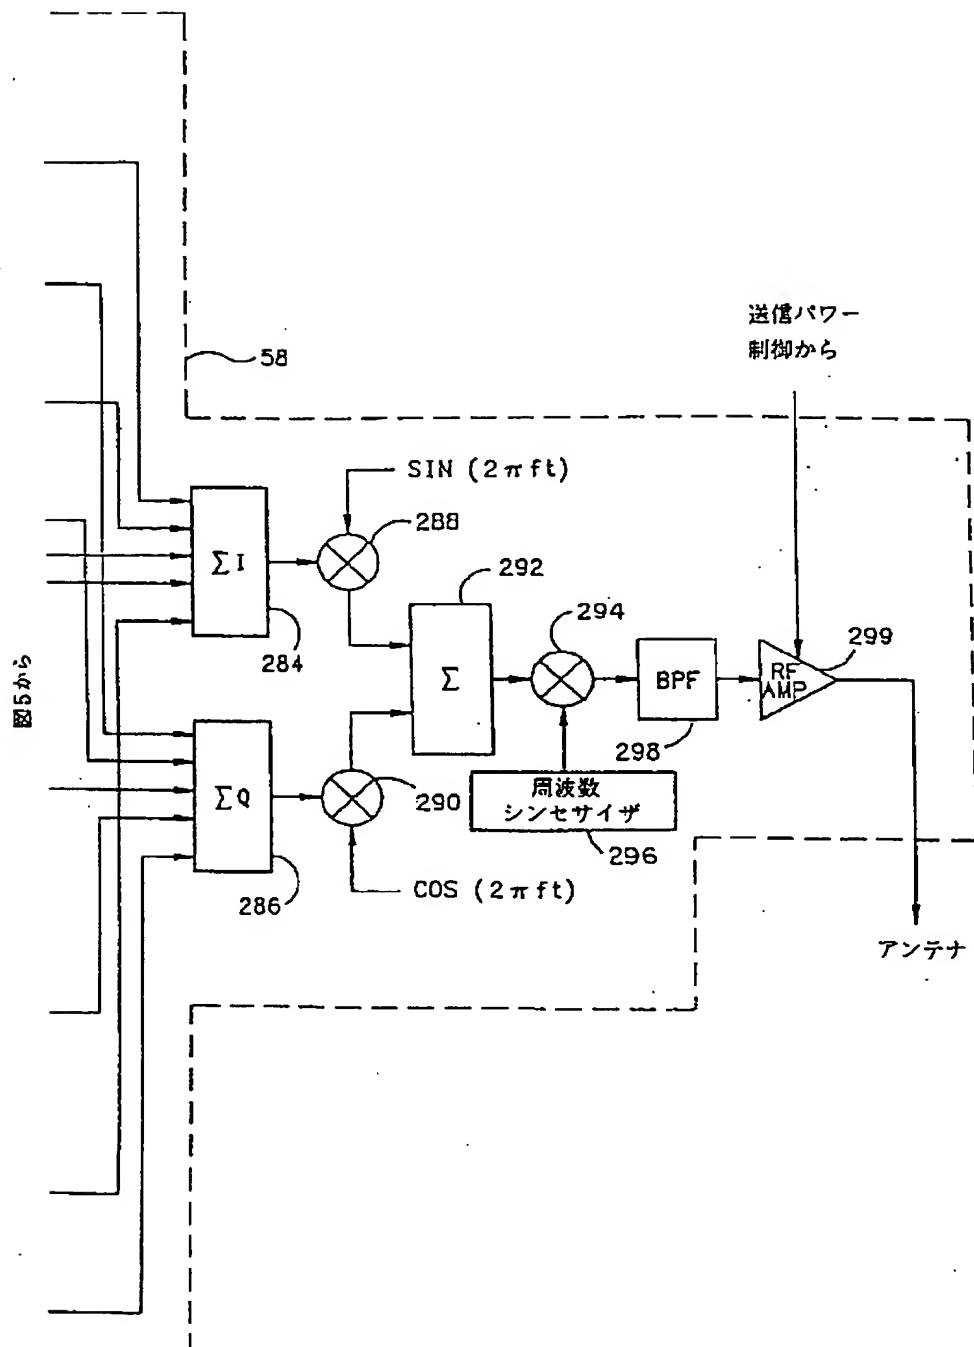 送信パワー
制御から
58
SIN (2πft)
288
ΣI
292
294
284
Σ
BPF
RF
AMP
299
図5から
298
ΣQ
290
周波数
シンセサイザ
296
286
COS (2πft)
アンテナ